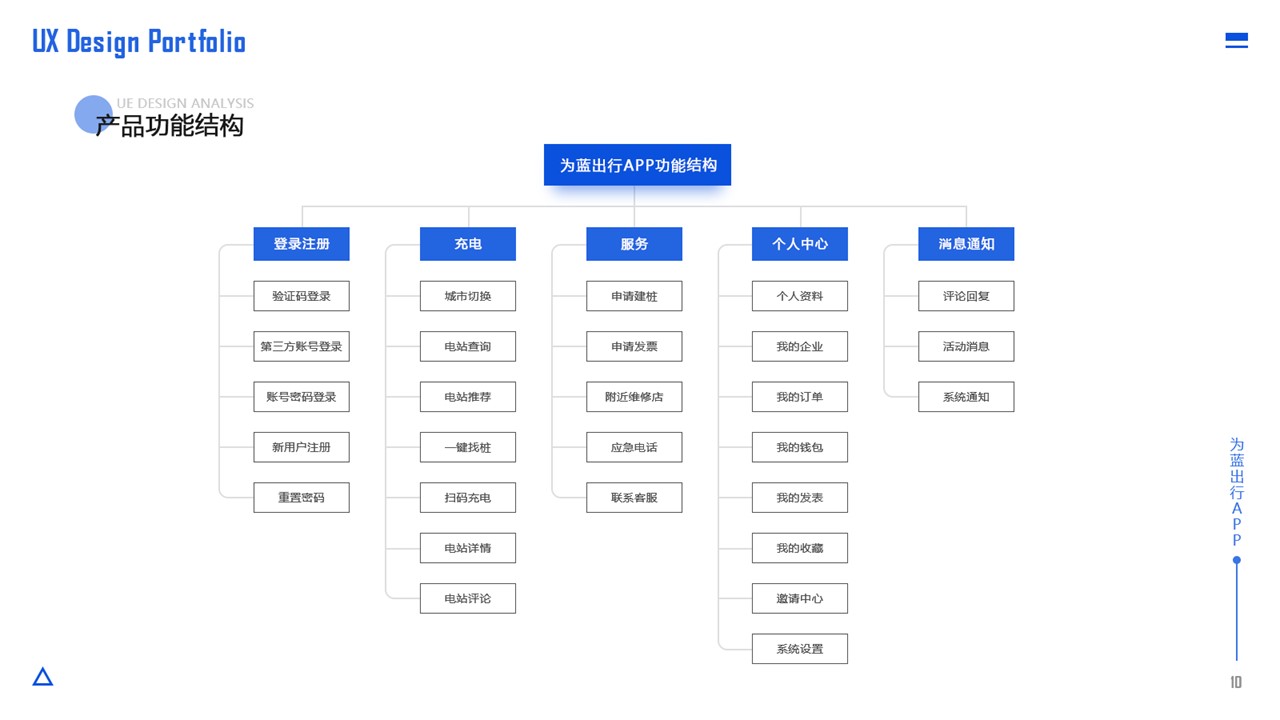 UX Design Portfolio
UE DESIGN ANALYSIS
产品功能结构
为蓝出行APP功能结构
登录注册
验证码登录
第三方账号登录
账号密码登录
新用户注册
重置密码
充电
城市切换
电站查询
电站推荐
一键找桩
扫码充电
电站详情
电站评论
服务
申请建桩
申请发票
附近维修店
应急电话
联系客服
个人中心
个人资料
我的企业
我的订单
我的钱包
我的发表
我的收藏
邀请中心
系统设置
消息通知
评论回复
活动消息
系统通知
为蓝出行APP
10